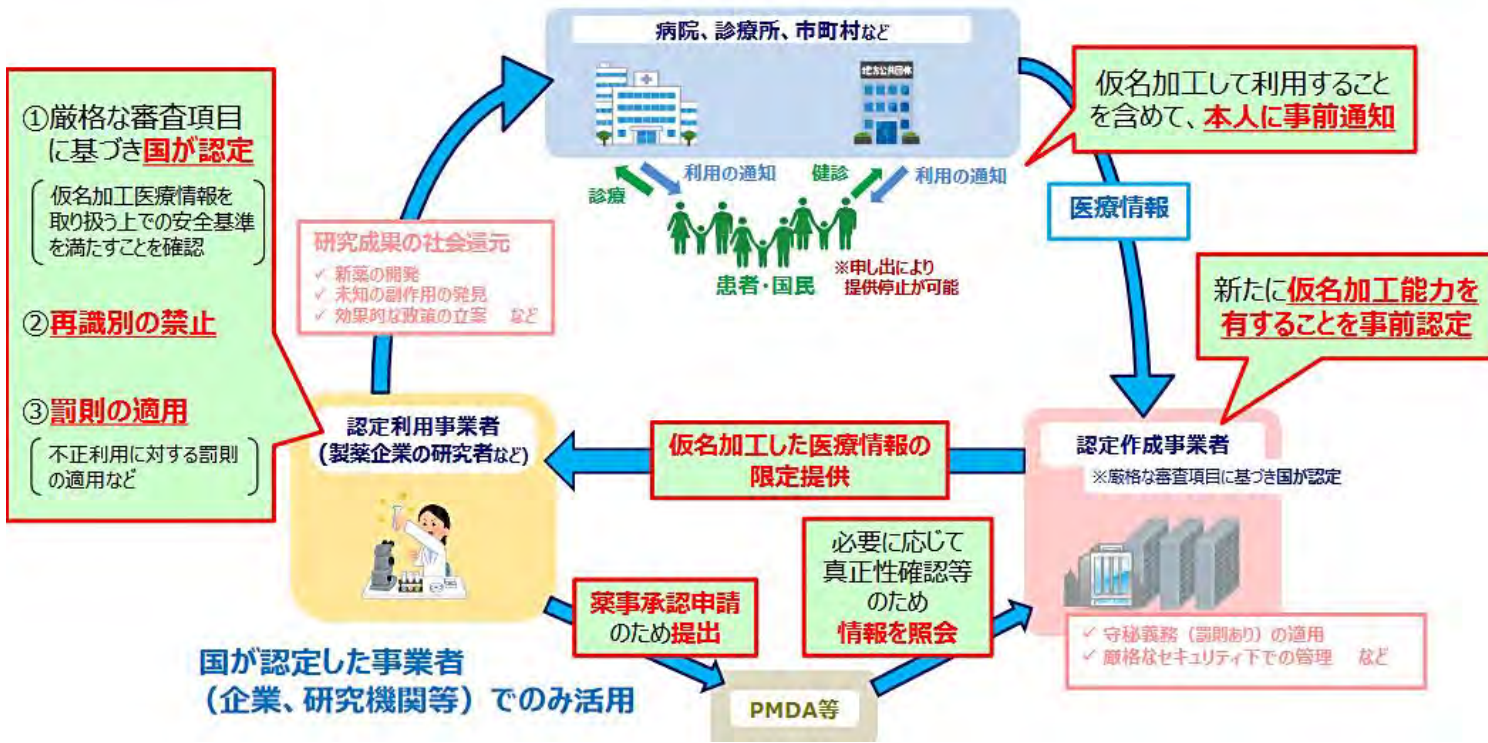 病院、診療所、市町村など
地方公共団体
診療
利用の通知
健診
利用の通知
患者・国民
※申し出により
提供停止が可能
仮名加工して利用すること
を含めて、本人に事前通知
医療情報
新たに仮名加工能力を
有することを事前認定
認定作成事業者
※厳格な審査項目に基づき国が認定
✓ 守秘義務（罰則あり）の適用
✓ 厳格なセキュリティ下での管理 など
仮名加工した医療情報の
限定提供
認定利用事業者
(製薬企業の研究者など)
①厳格な審査項目
に基づき国が認定
仮名加工医療情報を
取り扱う上での安全基準
を満たすことを確認
②再識別の禁止
③罰則の適用
不正利用に対する罰則
の適用など
研究成果の社会還元
✓ 新薬の開発
✓ 未知の副作用の発見
✓ 効果的な政策の立案 など
薬事承認申請
のため提出
必要に応じて
真正性確認等
のため
情報を照会
PMDA等
国が認定した事業者
（企業、研究機関等）でのみ活用